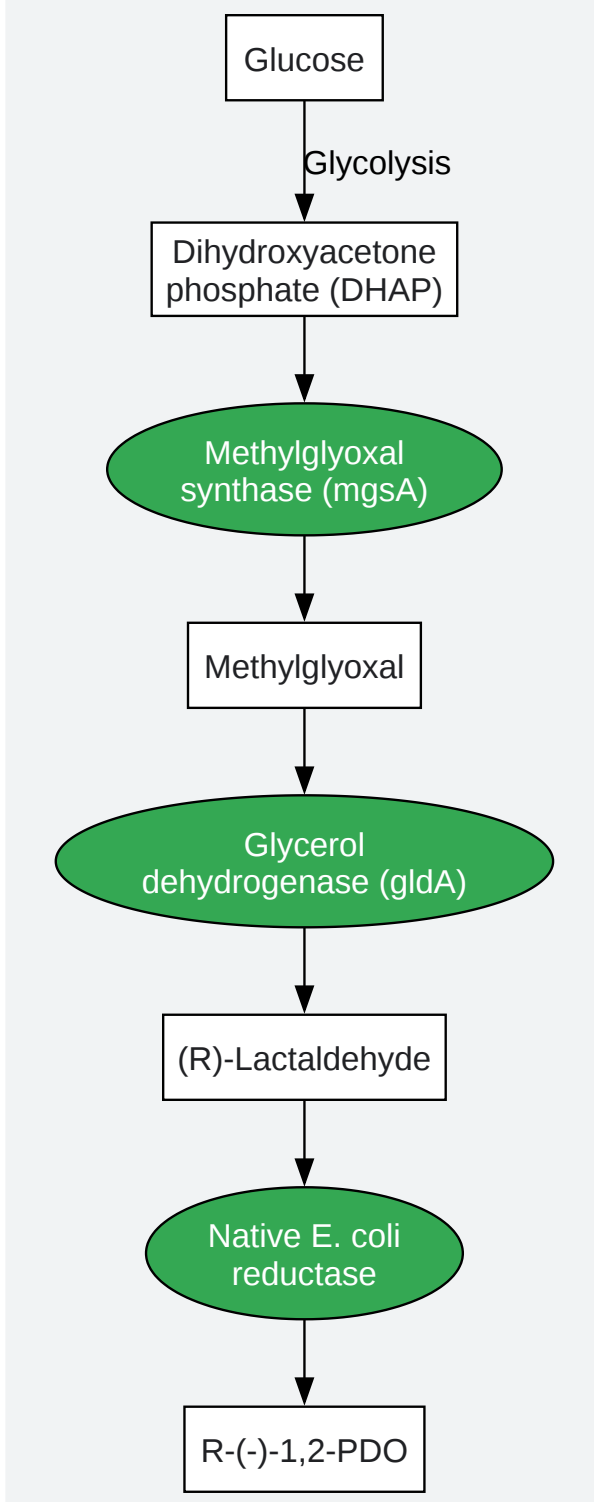 Glucose
Glycolysis
Dihydroxyacetone
phosphate (DHAP)
Methylglyoxal
synthase (mgsA)
Methylglyoxal
Glycerol
dehydrogenase (gldA)
(R)-Lactaldehyde
Native E. coli
reductase
R-(-)-1,2-PDO